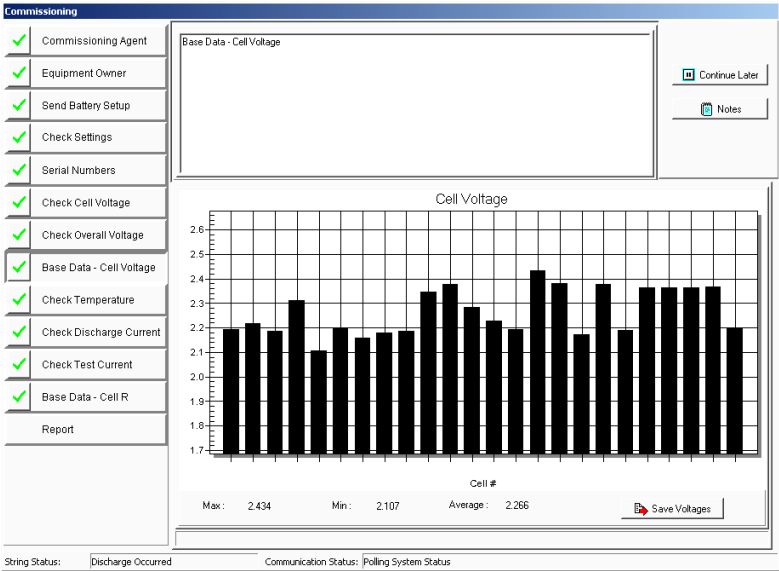 Commissioning
Commissioning Agent
Equipment Owner
Send Battery Setup
Check Settings
Serial Numbers
Check Cell Voltage
Check Overall Voltage
Base Data - Cell Voltage
Check Temperature
Check Discharge Current
Check Test Current
Base Data - Cell R
Report
Base Data - Cell Voltage
Continue Later
Notes
Cell Voltage
2.6
2.5
2.4
2.3
2.2
2.1
2.0
1.9
1.8
1.7
Cell #
Max : 2.434 Min : 2.107 Average : 2.266
Save Voltages
String Status: Discharge Occurred Communication Status: Polling System Status